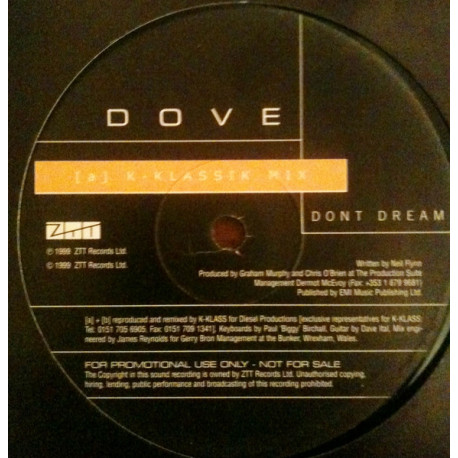 DOVE
[a] K-KLASSIK MIX
DONT DREAM
ZTT
℗ 1999 ZTT Records Ltd.
© 1999 ZTT Records Ltd.
Written by Neil Flynn
Produced by Graham Murphy and Chris O'Brien at The Production Suite
Management Dermot McEvoy (Fax: +353 1 679 9681)
Published by EMI Music Publishing Ltd.
[a] + [b] reproduced and remixed by K-KLASS for Diesel Productions [exclusive representatives for K-KLASS:
Tel: 0151 705 6905. Fax: 0151 709 1341]. Keyboards by Paul 'Biggy' Birchall, Guitar by Dave Ital. Mix engi-
neered by James Reynolds for Gerry Bron Management at the Bunker, Wrexham, Wales.
FOR PROMOTIONAL USE ONLY - NOT FOR SALE
The Copyright in this sound recording is owned by ZTT Records Ltd. Unauthorised copying,
hiring, lending, public performance and broadcasting of this recording prohibited.